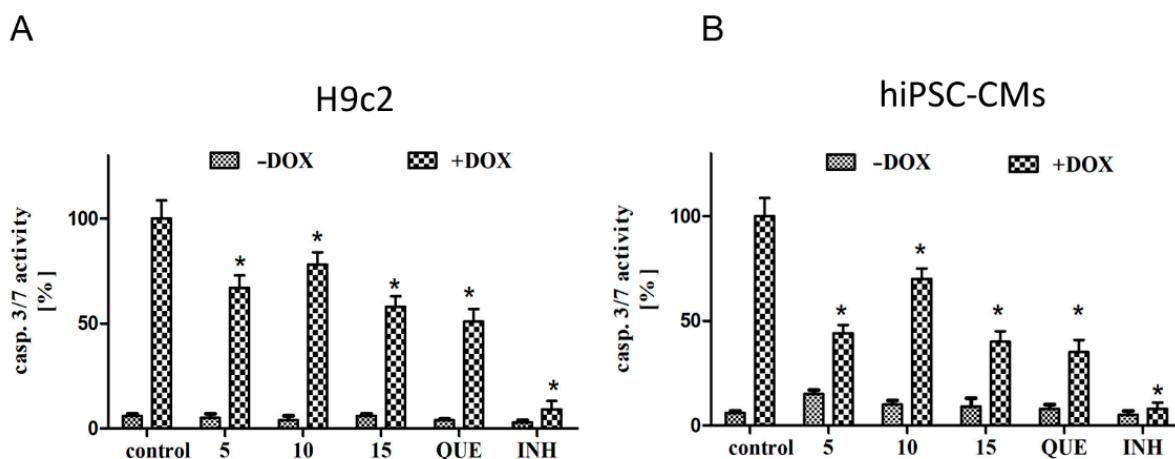 A
H9c2
–DOX +DOX
casp. 3/7 activity
[%]
100
50
0
* * * * *
control 5 10 15 QUE INH
B
hiPSC-CMs
–DOX +DOX
casp. 3/7 activity
[%]
100
50
0
* * * * *
control 5 10 15 QUE INH